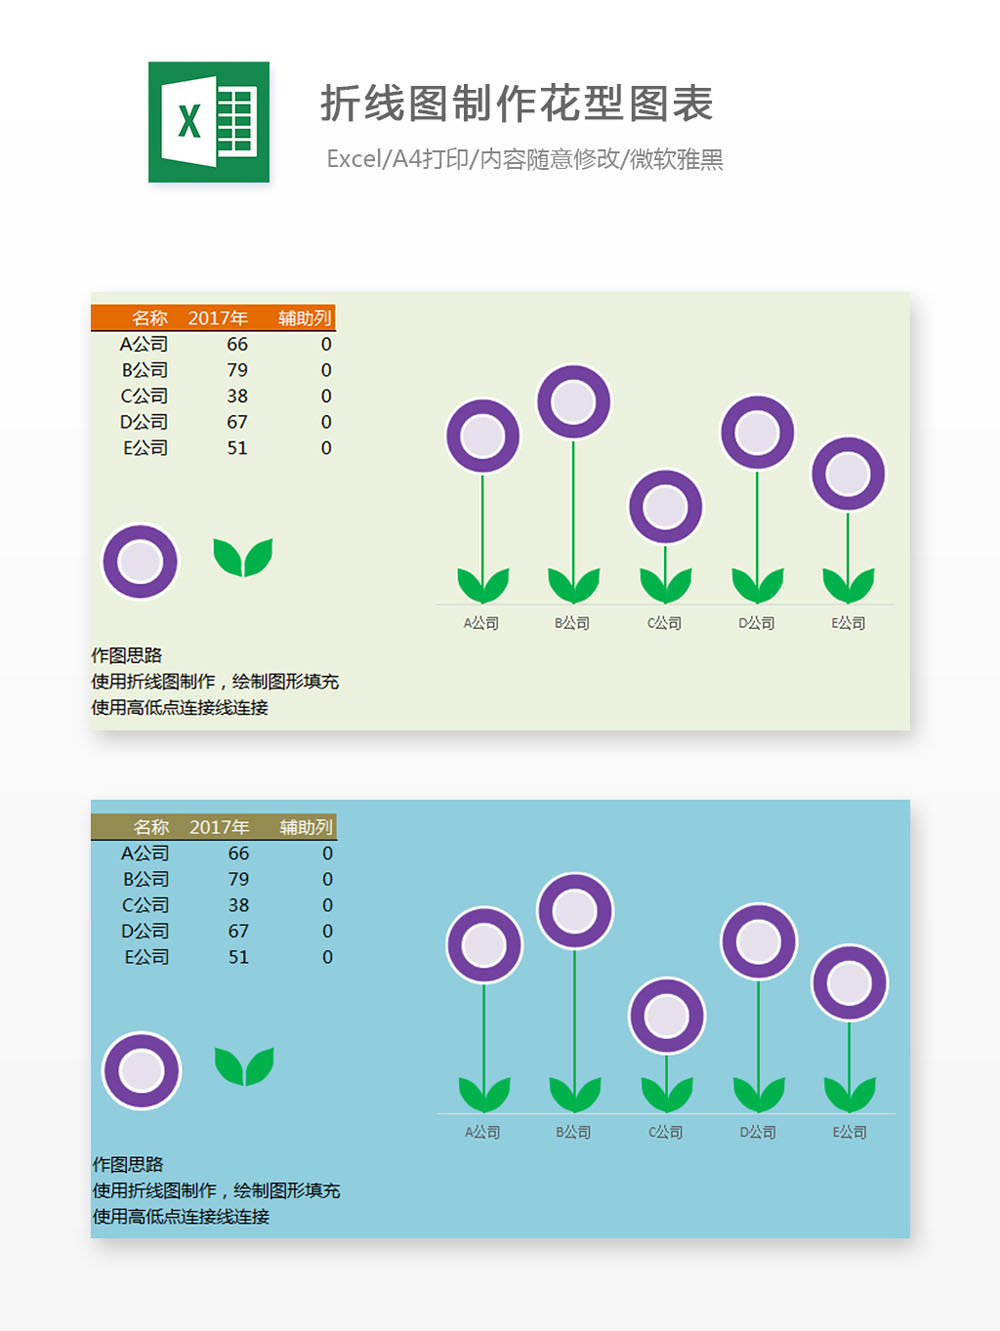 X
折线图制作花型图表
Excel/A4打印/内容随意修改/微软雅黑
名称 2017年 辅助列
A公司 66 0
B公司 79 0
C公司 38 0
D公司 67 0
E公司 51 0
A公司 B公司 C公司 D公司 E公司
作图思路
使用折线图制作，绘制图形填充
使用高低点连接线连接
名称 2017年 辅助列
A公司 66 0
B公司 79 0
C公司 38 0
D公司 67 0
E公司 51 0
A公司 B公司 C公司 D公司 E公司
作图思路
使用折线图制作，绘制图形填充
使用高低点连接线连接